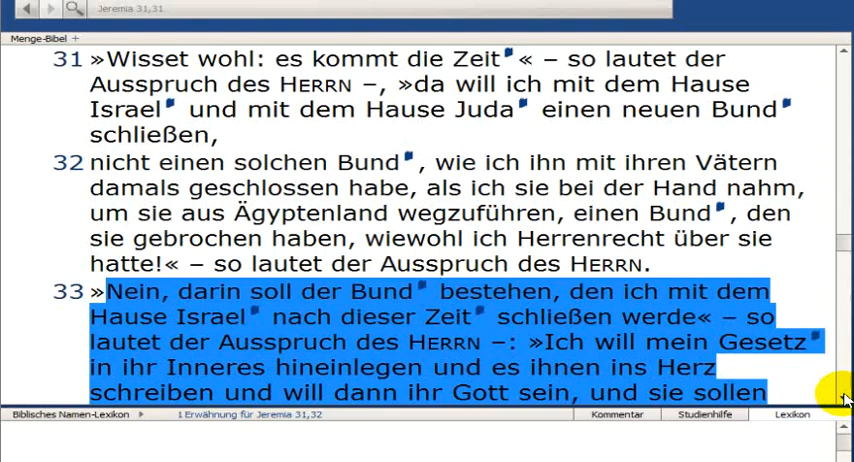 Jeremia 31,31
Menge-Bibel +
31 »Wisset wohl: es kommt die Zeit« – so lautet der
Ausspruch des HERRN –, »da will ich mit dem Hause
Israel und mit dem Hause Juda einen neuen Bund
schließen,
32 nicht einen solchen Bund, wie ich ihn mit ihren Vätern
damals geschlossen habe, als ich sie bei der Hand nahm,
um sie aus Ägyptenland wegzuführen, einen Bund, den
sie gebrochen haben, wiewohl ich Herrenrecht über sie
hatte!« – so lautet der Ausspruch des HERRN.
33 »Nein, darin soll der Bund bestehen, den ich mit dem
Hause Israel nach dieser Zeit schließen werde« – so
lautet der Ausspruch des HERRN –: »Ich will mein Gesetz
in ihr Inneres hineinlegen und es ihnen ins Herz
schreiben und will dann ihr Gott sein, und sie sollen
Biblisches Namen-Lexikon 1 Erwähnung für Jeremia 31,32 Kommentar Studienhilfe Lexikon